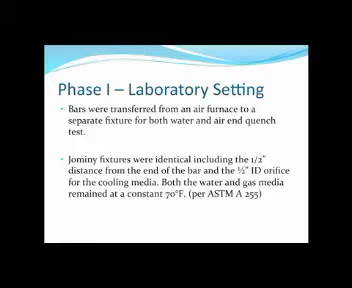 Phase I – Laboratory Setting
• Bars were transferred from an air furnace to a
separate fixture for both water and air end quench
test.
• Jominy fixtures were identical including the 1/2"
distance from the end of the bar and the ½" ID orifice
for the cooling media. Both the water and gas media
remained at a constant 70°F. (per ASTM A 255)